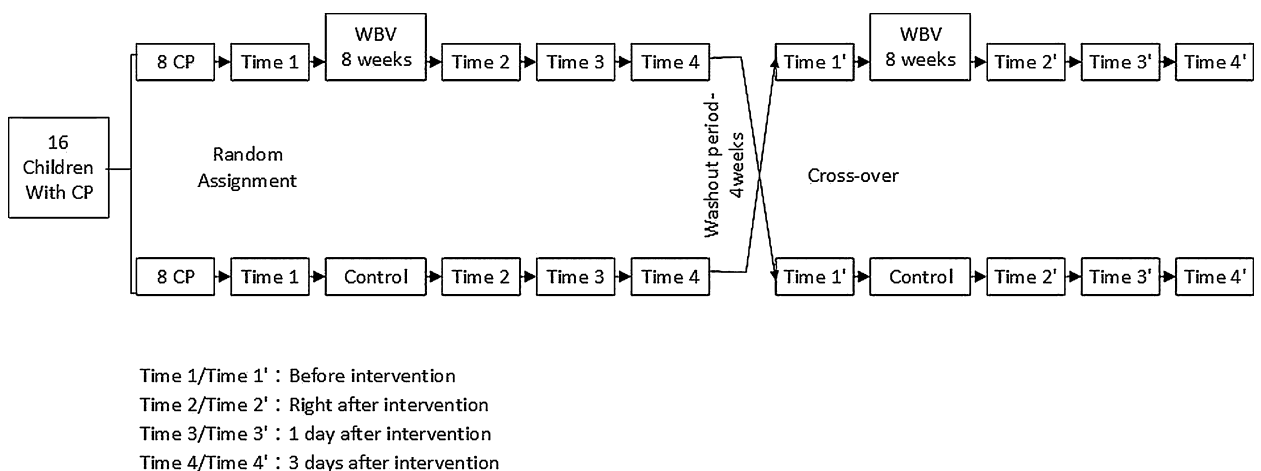 16
Children
With CP
8 CP
Time 1
WBV
8 weeks
Time 2
Time 3
Time 4
Time 1'
WBV
8 weeks
Time 2'
Time 3'
Time 4'
Random
Assignment
Washout period-
4weeks
Cross-over
8 CP
Time 1
Control
Time 2
Time 3
Time 4
Time 1'
Control
Time 2'
Time 3'
Time 4'
Time 1/Time 1' : Before intervention
Time 2/Time 2' : Right after intervention
Time 3/Time 3' : 1 day after intervention
Time 4/Time 4' : 3 days after intervention